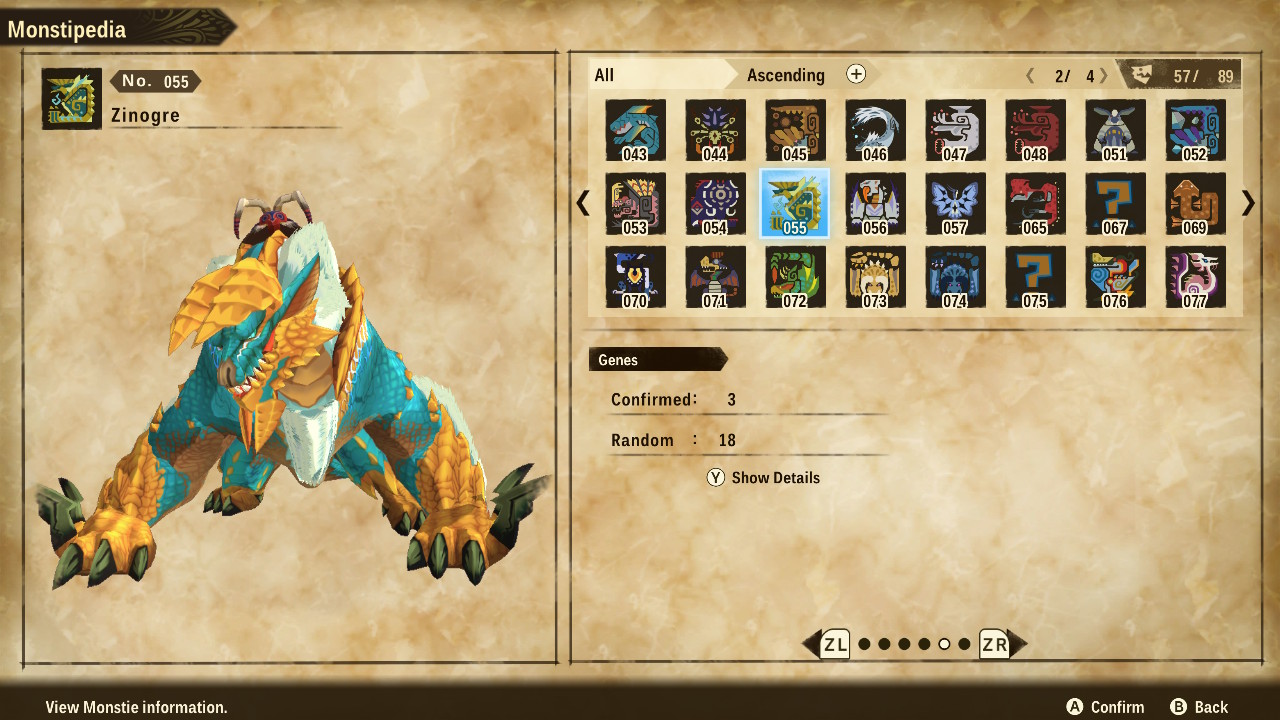 Monstipedia
No. 055
Zinogre
All
Ascending +
2/ 4
57/ 89
043 044 045 046 047 048 051 052
053 054 055 056 057 065 067 069
070 071 072 073 074 075 076 077
Genes
Confirmed: 3
Random : 18
Y Show Details
ZL ZR
View Monstie information.
A Confirm B Back